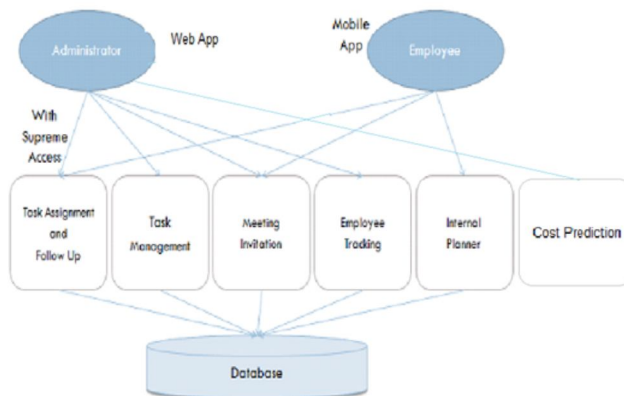 Administrator
Web App
Mobile
App
Employee
With
Supreme
Access
Task Assignment
and
Follow Up
Task
Management
Meeting
Invitation
Employee
Tracking
Internal
Planner
Cost Prediction
Database